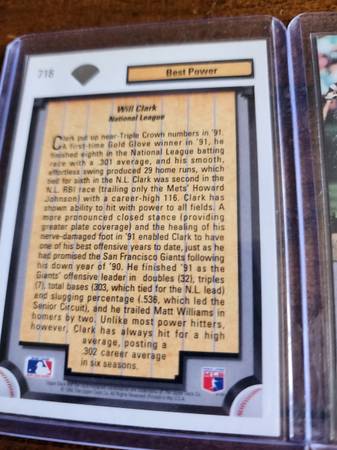 718
Best Power
Will Clark
National League
Clark put up near-Triple Crown numbers in '91.
A first-time Gold Glove winner in '91, he
finished eighth in the National League batting
race with a .301 average, and his smooth,
effortless swing produced 29 home runs, which
tied for sixth in the N.L. Clark was second in the
N.L. RBI race (trailing only the Mets' Howard
Johnson) with a career-high 116. Clark has
shown ability to hit with power to all fields. A
more pronounced closed stance (providing
greater plate coverage) and the healing of his
nerve-damaged foot in '91 enabled Clark to have
one of his best offensive years to date, just as he
had promised the San Francisco Giants following
his down year of '90. He finished '91 as the
Giants' offensive leader in doubles (32), triples
(7), total bases (303, which tied for the N.L. lead)
and slugging percentage (.536, which led the
Senior Circuit), and he trailed Matt Williams in
homers by two. Unlike most power hitters,
however, Clark has always hit for a high
average, posting a
.302 career average
in six seasons.